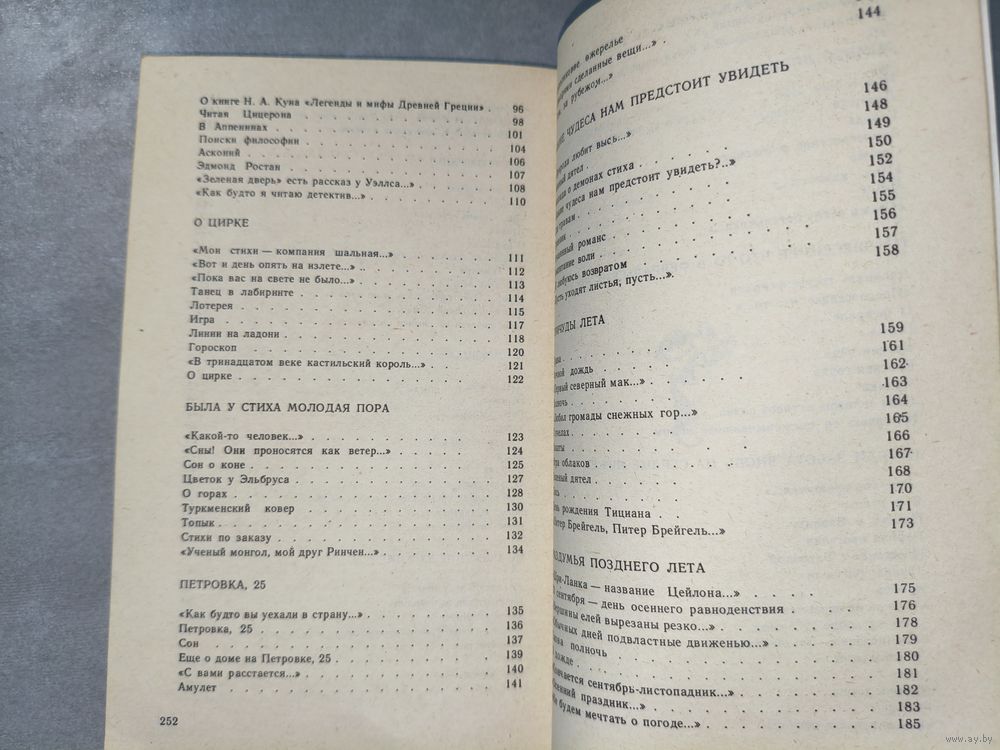 О книге Н. А. Куна «Легенды и мифы Древней Греции» . 96
Читая Цицерона . . . . . . . . 98
В Аппенинах . . . . . . . . 101
Поиски философии . . . . . . . . 104
Асконий . . . . . . . . 106
Эдмонд Ростан . . . . . . . . 107
«Зеленая дверь» есть рассказ у Уэллса...» . . . . 108
«Как будто я читаю детектив...» . . . . . 110
О ЦИРКЕ
«Мои стихи — компания шальная...» . . . . . 111
«Вот и день опять на излете...» . . . . . . 112
«Пока вас на свете не было...» . . . . . . 113
Танец в лабиринте . . . . . . . . 114
Лотерея . . . . . . . . 115
Игра . . . . . . . . 117
Линии на ладони . . . . . . . . 118
Гороскоп . . . . . . . . 120
«В тринадцатом веке кастильский король...» . . . 121
О цирке . . . . . . . . 122
БЫЛА У СТИХА МОЛОДАЯ ПОРА
«Какой-то человек...» . . . . . . . . 123
«Сны! Они проносятся как ветер...» . . . . . 124
Сон о коне . . . . . . . . 125
Цветок у Эльбруса . . . . . . . . 127
О горах . . . . . . . . 128
Туркменский ковер . . . . . . . . 130
Топык . . . . . . . . 131
Стихи по заказу . . . . . . . . 132
«Ученый монгол, мой друг Ринчен...» . . . . . 134
ПЕТРОВКА, 25
«Как будто вы уехали в страну...» . . . . . 135
Петровка, 25 . . . . . . . . 136
Сон . . . . . . . . 137
Еще о доме на Петровке, 25 . . . . . . 139
«С вами расстается...» . . . . . . . 140
Амулет . . . . . . . . 141
252
144
ожерелье
сделанные вещи...»
за рубежом...»
ЧУДЕСА НАМ ПРЕДСТОИТ УВИДЕТЬ
любит высь...» 146
дятел . . . . . . 148
о демонах стиха . . . . . 149
чудеса нам предстоит увидеть?..» 150
травам . . . . . . 152
154
романс . . . . . . 155
воли . . . . . . 156
возвратом . . . . . . 157
уходят листья, пусть...» . . . . 158
ЛЕТА
159
дождь . . . . . . 161
северный мак...» . . . . . 162
163
громады снежных гор...» . . . . 164
165
166
облаков . . . . . . 167
дятел . . . . . . 168
170
рождения Тициана . . . . . 171
Брейгель, Питер Брейгель...» . . . . 173
ПОЗДНЕГО ЛЕТА
— название Цейлона...» . . . . 175
сентября — день осеннего равноденствия . . . 176
елей вырезаны резко...» . . . . 178
дней подвластные движенью...» . . . 179
полночь . . . . . . 180
дожде . . . . . . 181
сентябрь-листопадник...» . . . . 182
праздник...» . . . . . . 183
будем мечтать о погоде...» . . . . 185
www.ay.by